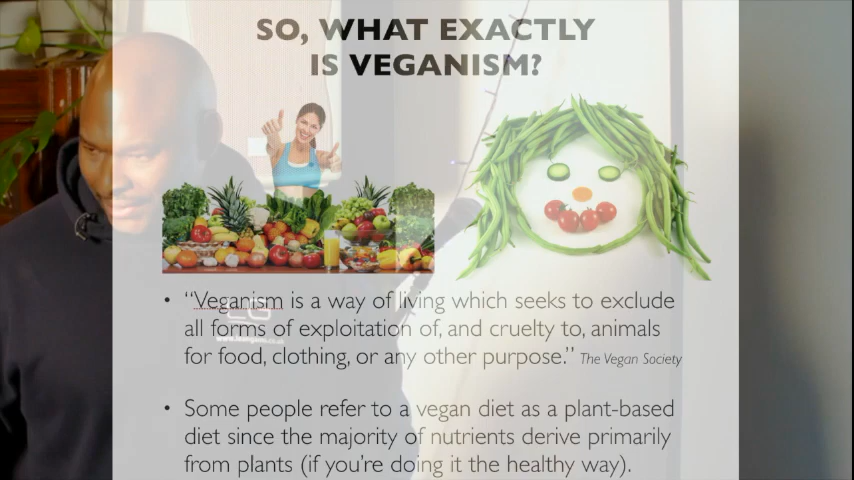 SO, WHAT EXACTLY
IS VEGANISM?
• “Veganism is a way of living which seeks to exclude
all forms of exploitation of, and cruelty to, animals
for food, clothing, or any other purpose.” The Vegan Society
• Some people refer to a vegan diet as a plant-based
diet since the majority of nutrients derive primarily
from plants (if you’re doing it the healthy way).